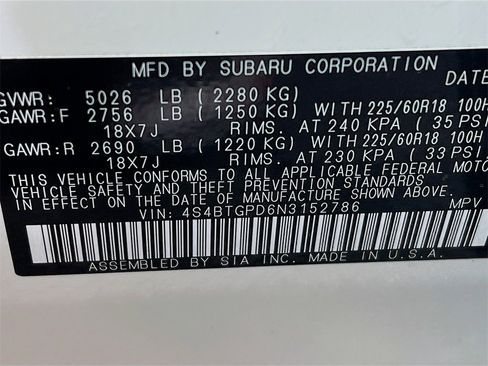 MFD BY SUBARU CORPORATION DATE
GVWR: 5026 LB (2280 KG)
GAWR:F 2756 LB (1250 KG) WITH 225/60R18 100H
18X7J RIMS. AT 240 KPA (35 PSI
GAWR:R 2690 LB (1220 KG) WITH 225/60R18 100H
18X7J RIMS. AT 230 KPA (33 PSI.
THIS VEHICLE CONFORMS TO ALL APPLICABLE FEDERAL MOTO
VEHICLE SAFETY AND THEFT PREVENTION STANDARDS
IN EFFECT ON THE DATE OF MANUFACTURE SHOWN ABOVE.
VIN: 4S4BTGPD6N3152786 MPV
ASSEMBLED BY SIA INC. MADE IN U.S.A.